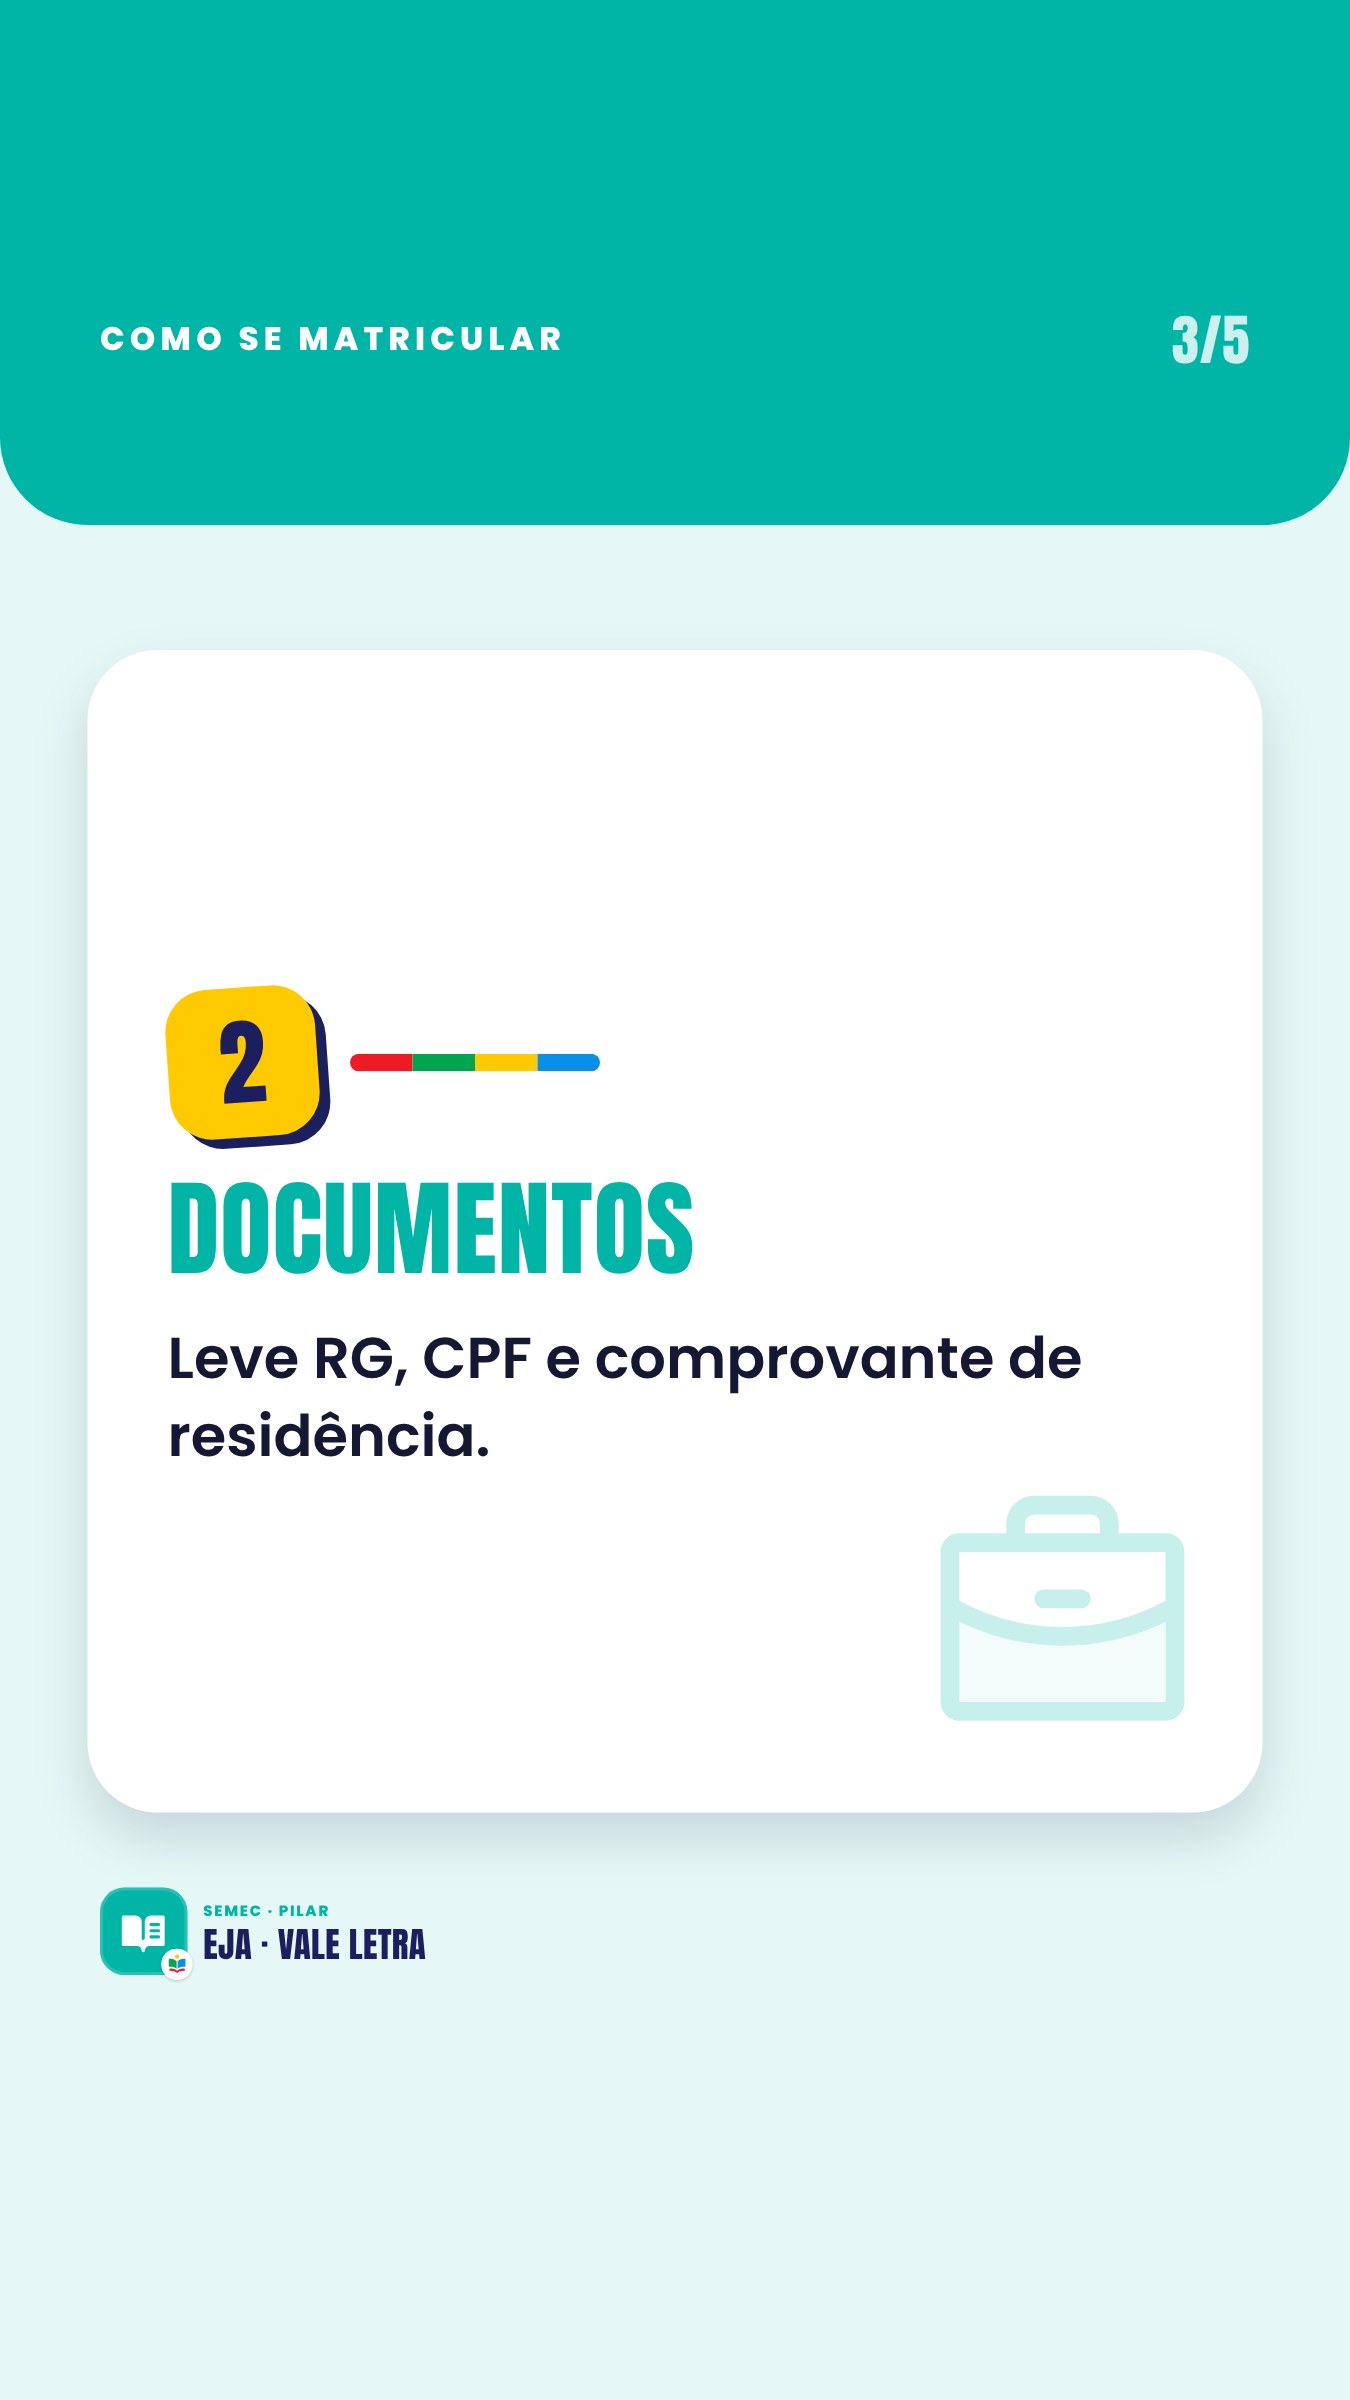 COMO SE MATRICULAR
3/5
2
DOCUMENTOS
Leve RG, CPF e comprovante de
residência.
SEMEC · PILAR
EJA · VALE LETRA